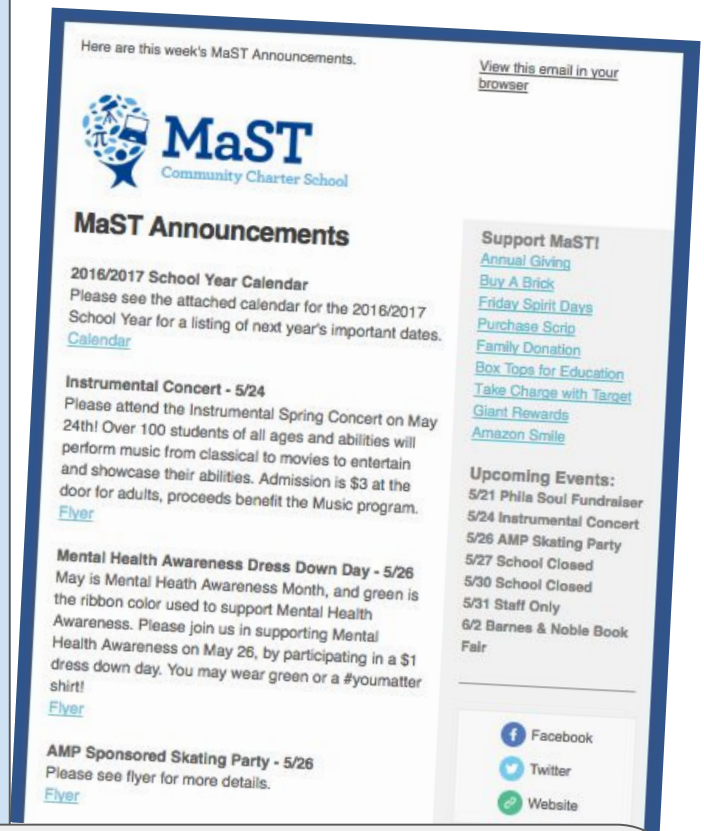 Here are this week's MaST Announcements.
View this email in your
browser
π
MaST
Community Charter School
MaST Announcements
2016/2017 School Year Calendar
Please see the attached calendar for the 2016/2017
School Year for a listing of next year's important dates.
Calendar
Instrumental Concert - 5/24
Please attend the Instrumental Spring Concert on May
24th! Over 100 students of all ages and abilities will
perform music from classical to movies to entertain
and showcase their abilities. Admission is $3 at the
door for adults, proceeds benefit the Music program.
Flyer
Mental Health Awareness Dress Down Day - 5/26
May is Mental Heath Awareness Month, and green is
the ribbon color used to support Mental Health
Awareness. Please join us in supporting Mental
Health Awareness on May 26, by participating in a $1
dress down day. You may wear green or a #youmatter
shirt!
Flyer
AMP Sponsored Skating Party - 5/26
Please see flyer for more details.
Flyer
Support MaST!
Annual Giving
Buy A Brick
Friday Spirit Days
Purchase Scrip
Family Donation
Box Tops for Education
Take Charge with Target
Giant Rewards
Amazon Smile
Upcoming Events:
5/21 Phila Soul Fundraiser
5/24 Instrumental Concert
5/26 AMP Skating Party
5/27 School Closed
5/30 School Closed
5/31 Staff Only
6/2 Barnes & Noble Book
Fair
Facebook
Twitter
Website